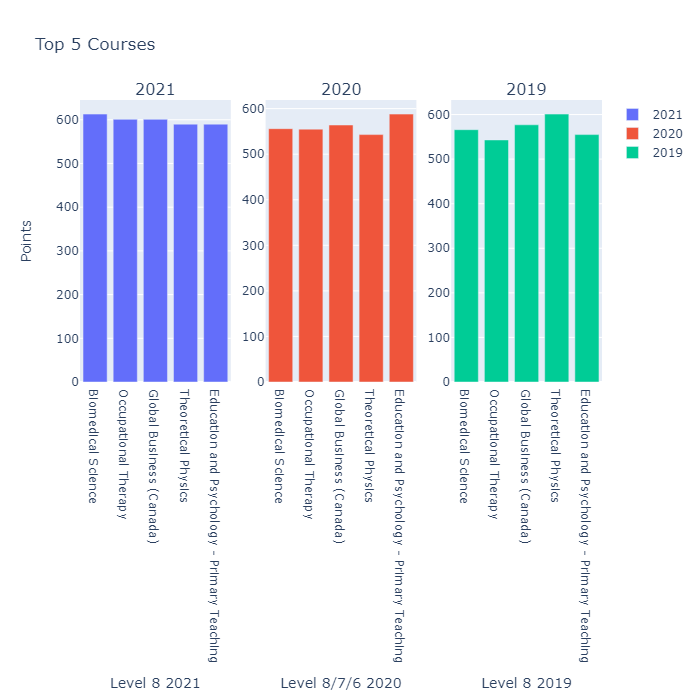 Top 5 Courses
2021
2020
2019
2021
2020
2019
Points
600
500
400
300
200
100
0
600
500
400
300
200
100
0
600
500
400
300
200
100
0
Biomedical Science
Occupational Therapy
Global Business (Canada)
Theoretical Physics
Education and Psychology - Primary Teaching
Biomedical Science
Occupational Therapy
Global Business (Canada)
Theoretical Physics
Education and Psychology - Primary Teaching
Biomedical Science
Occupational Therapy
Global Business (Canada)
Theoretical Physics
Education and Psychology - Primary Teaching
Level 8 2021
Level 8/7/6 2020
Level 8 2019